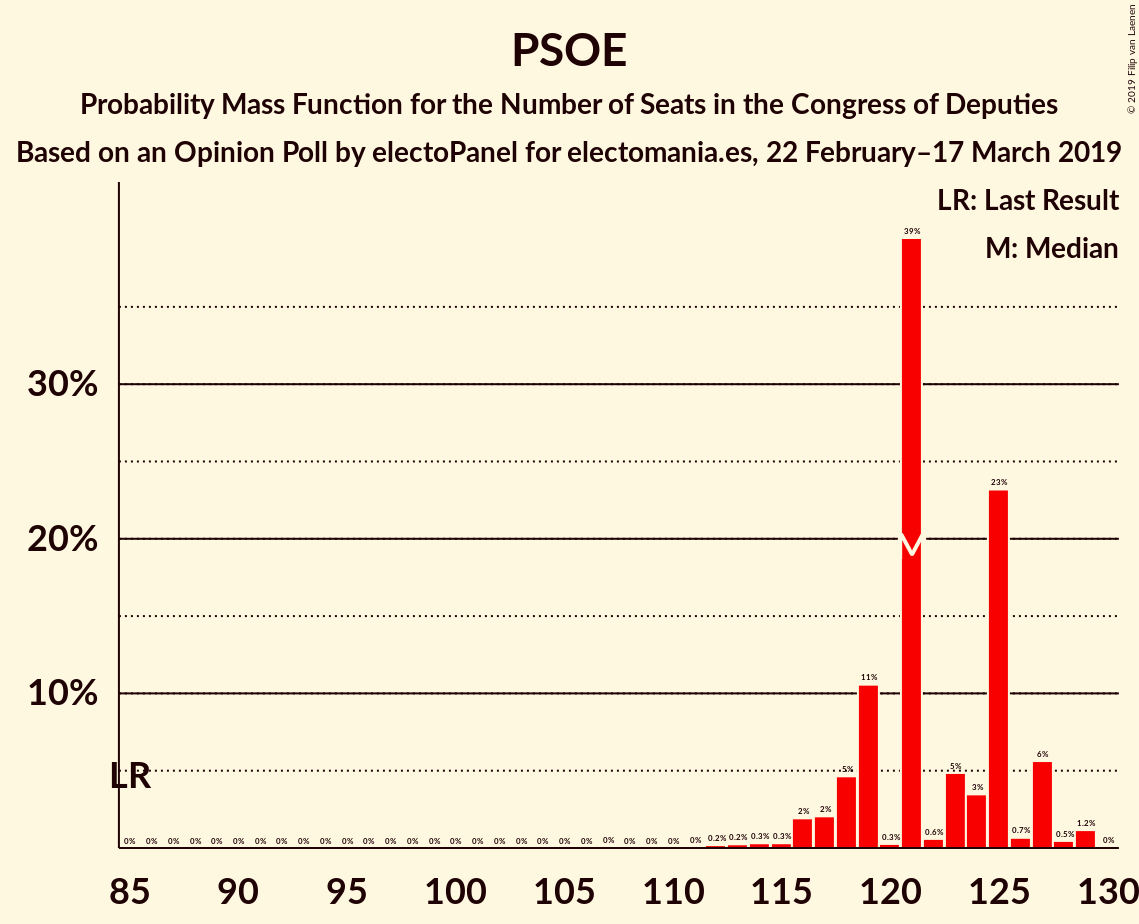 PSOE
Probability Mass Function for the Number of Seats in the Congress of Deputies
Based on an Opinion Poll by electoPanel for electomania.es, 22 February–17 March 2019
© 2019 Filip van Laenen
LR: Last Result
M: Median
30%
20%
10%
LR
M
0% 0% 0% 0% 0% 0% 0% 0% 0% 0% 0% 0% 0% 0% 0% 0% 0% 0% 0% 0% 0% 0% 0% 0% 0% 0% 0% 0.2% 0.2% 0.3% 0.3% 2% 2% 5% 11% 0.3% 39% 0.6% 5% 3% 23% 0.7% 6% 0.5% 1.2% 0%
85 90 95 100 105 110 115 120 125 130